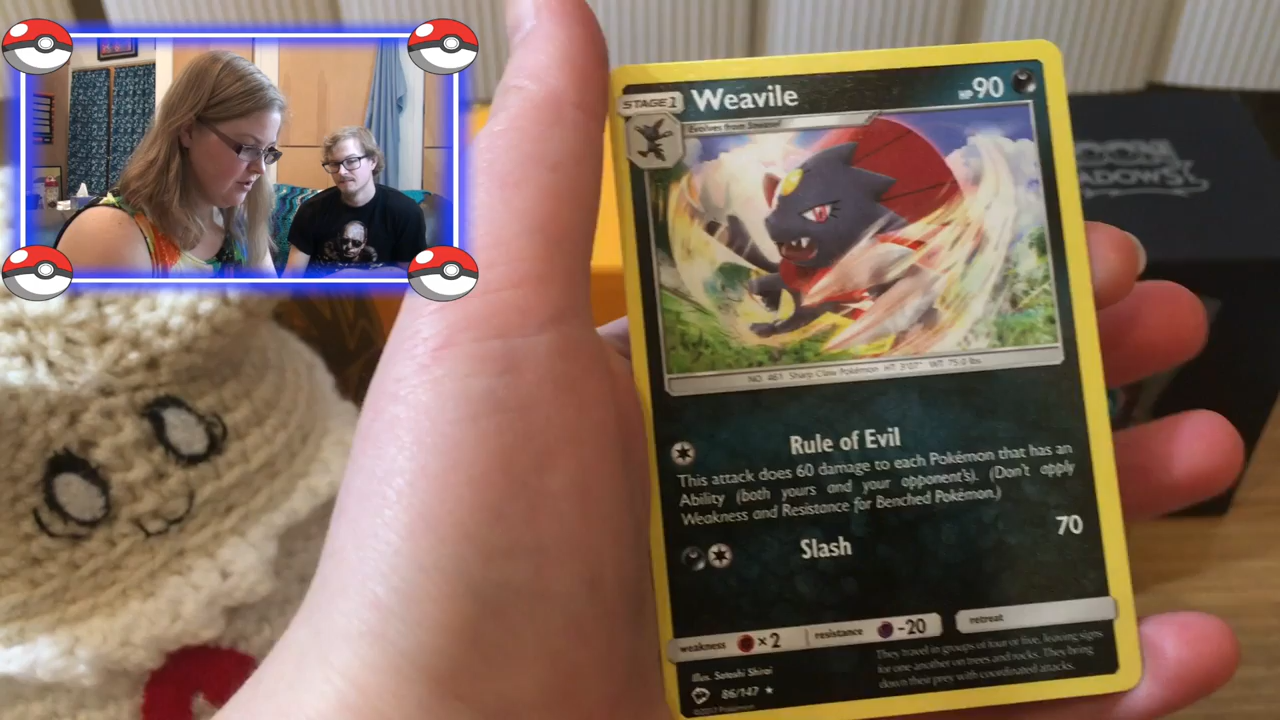 STAGE 1 Weavile HP 90
Evolves from Sneasel
NO. 461 Sharp Claw Pokémon HT: 3'07" WT: 75.0 lbs.
Rule of Evil
This attack does 60 damage to each Pokémon that has an
Ability (both yours and your opponent's). (Don't apply
Weakness and Resistance for Benched Pokémon.)
Slash 70
weakness ×2 resistance -20 retreat
They travel in groups of four or five, leaving signs
for one another on trees and rocks. They bring
down their prey with coordinated attacks.
Illus. Satoshi Shirai
86/147 ★
©2017 Pokémon